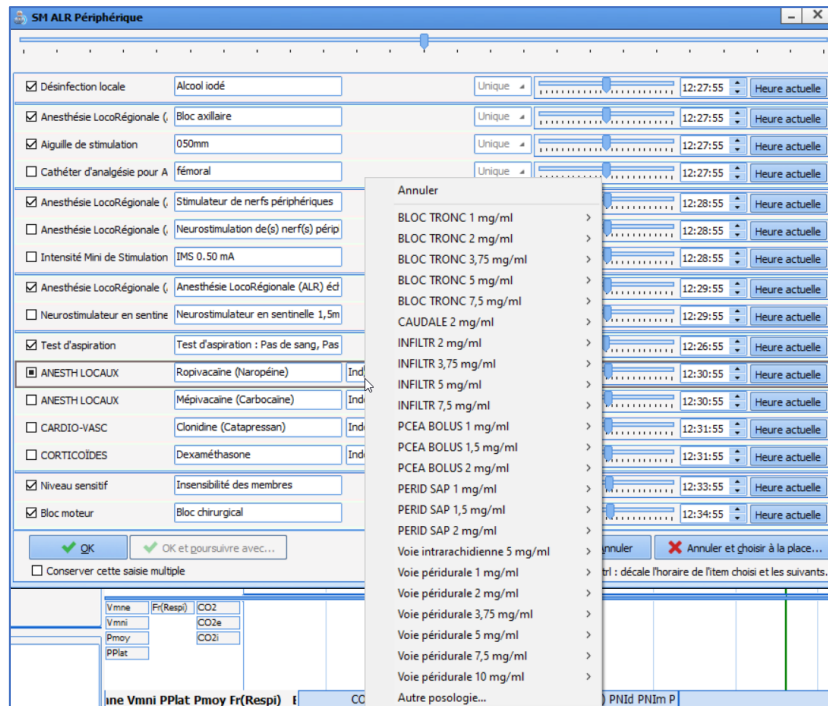 SM ALR Périphérique
Désinfection locale Alcool iodé Unique 12:27:55 Heure actuelle
Anesthésie LocoRégionale (, Bloc axillaire Unique 12:27:55 Heure actuelle
Aiguille de stimulation 050mm Unique 12:27:55 Heure actuelle
Cathéter d'analgésie pour A fémoral Unique 12:27:55 Heure actuelle
Anesthésie LocoRégionale (, Stimulateur de nerfs périphériques 12:28:55 Heure actuelle
Anesthésie LocoRégionale (, Neurostimulation de(s) nerf(s) périp 12:28:55 Heure actuelle
Intensité Mini de Stimulation IMS 0.50 mA 12:28:55 Heure actuelle
Anesthésie LocoRégionale (, Anesthésie LocoRégionale (ALR) éch 12:29:55 Heure actuelle
Neurostimulateur en sentine Neurostimulateur en sentinelle 1,5m 12:29:55 Heure actuelle
Test d'aspiration Test d'aspiration : Pas de sang, Pas 12:26:55 Heure actuelle
ANESTH LOCAUX Ropivacaïne (Naropéine) Ind 12:30:55 Heure actuelle
ANESTH LOCAUX Mépivacaïne (Carbocaïne) Ind 12:30:55 Heure actuelle
CARDIO-VASC Clonidine (Catapressan) Ind 12:31:55 Heure actuelle
CORTICOÏDES Dexaméthasone Ind 12:31:55 Heure actuelle
Niveau sensitif Insensibilité des membres 12:33:55 Heure actuelle
Bloc moteur Bloc chirurgical 12:34:55 Heure actuelle
Annuler
BLOC TRONC 1 mg/ml
BLOC TRONC 2 mg/ml
BLOC TRONC 3,75 mg/ml
BLOC TRONC 5 mg/ml
BLOC TRONC 7,5 mg/ml
CAUDALE 2 mg/ml
INFILTR 2 mg/ml
INFILTR 3,75 mg/ml
INFILTR 5 mg/ml
INFILTR 7,5 mg/ml
PCEA BOLUS 1 mg/ml
PCEA BOLUS 1,5 mg/ml
PCEA BOLUS 2 mg/ml
PERID SAP 1 mg/ml
PERID SAP 1,5 mg/ml
PERID SAP 2 mg/ml
Voie intrarachidienne 5 mg/ml
Voie péridurale 1 mg/ml
Voie péridurale 2 mg/ml
Voie péridurale 3,75 mg/ml
Voie péridurale 5 mg/ml
Voie péridurale 7,5 mg/ml
Voie péridurale 10 mg/ml
Autre posologie...
OK OK et poursuivre avec... nnuler Annuler et choisir à la place...
Conserver cette saisie multiple trl : décale l'horaire de l'item choisi et les suivants.
Vmne Fr(Respi) CO2
Vmni CO2e
Pmoy CO2i
PPlat
ine Vmni PPlat Pmoy Fr(Respi) CO ) PNId PNIm P